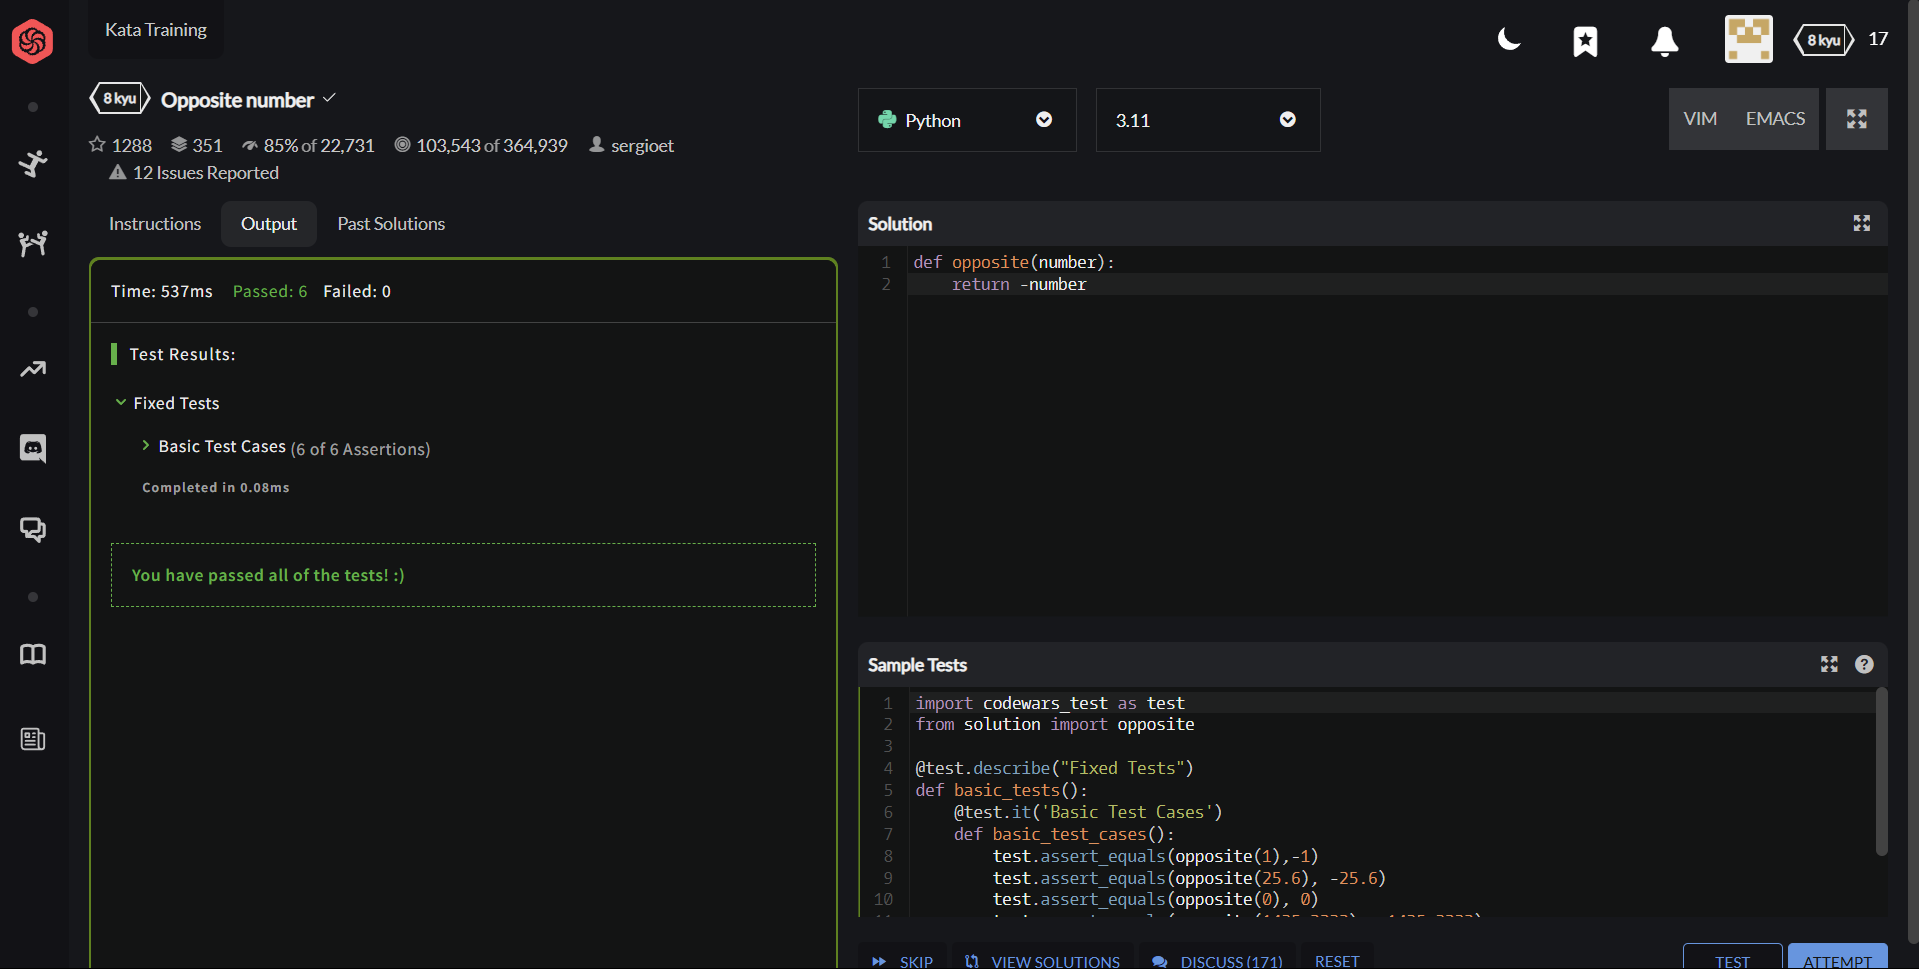 Kata Training
8 kyu 17
8 kyu Opposite number
1288 351 85% of 22,731 103,543 of 364,939 sergioet
12 Issues Reported
Python 3.11 VIM EMACS
Instructions Output Past Solutions
Time: 537ms Passed: 6 Failed: 0
Test Results:
Fixed Tests
Basic Test Cases (6 of 6 Assertions)
Completed in 0.08ms
You have passed all of the tests! :)
Solution
1 def opposite(number):
2 return -number
Sample Tests
1 import codewars_test as test
2 from solution import opposite
3
4 @test.describe("Fixed Tests")
5 def basic_tests():
6 @test.it('Basic Test Cases')
7 def basic_test_cases():
8 test.assert_equals(opposite(1),-1)
9 test.assert_equals(opposite(25.6), -25.6)
10 test.assert_equals(opposite(0), 0)
SKIP VIEW SOLUTIONS DISCUSS (171) RESET TEST ATTEMPT